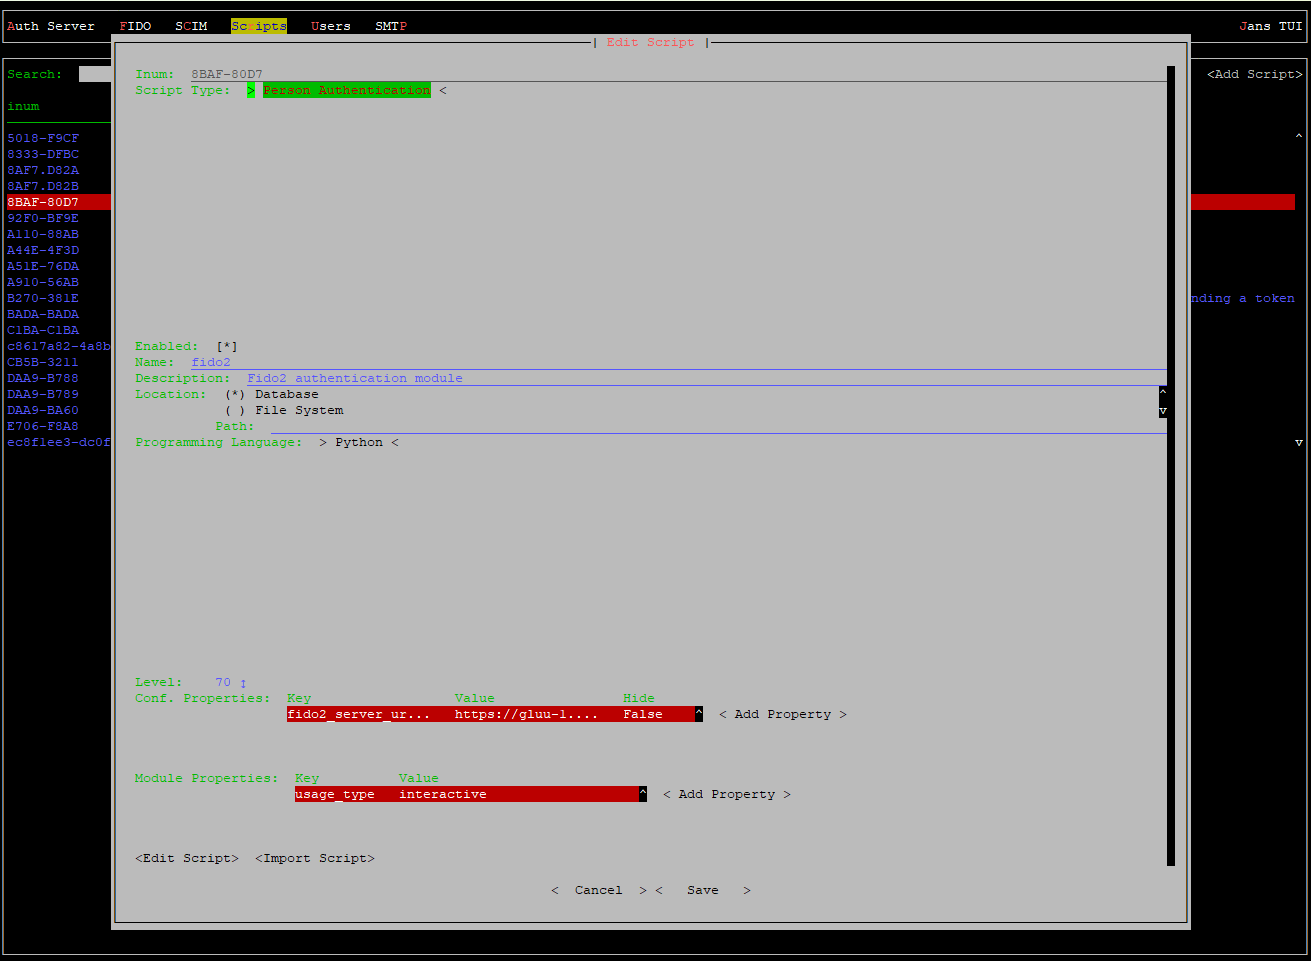 Auth Server FIDO SCIM Scripts Users SMTP Jans TUI
| Edit Script |
Search: <Add Script>
inum
5018-F9CF
8333-DFBC
8AF7.D82A
8AF7.D82B
8BAF-80D7
92F0-BF9E
A110-88AB
A44E-4F3D
A51E-76DA
A910-56AB
B270-381E nding a token
BADA-BADA
C1BA-C1BA
c8617a82-4a8b
CB5B-3211
DAA9-B788
DAA9-B789
DAA9-BA60
E706-F8A8
ec8f1ee3-dc0f
Inum: 8BAF-80D7
Script Type: > Person Authentication <
Enabled: [*]
Name: fido2
Description: Fido2 authentication module
Location: (*) Database ^
( ) File System v
Path:
Programming Language: > Python <
Level: 70 ↕
Conf. Properties: Key Value Hide
fido2_server_ur... https://gluu-1.... False ^ < Add Property >
Module Properties: Key Value
usage_type interactive ^ < Add Property >
<Edit Script> <Import Script>
< Cancel > < Save >